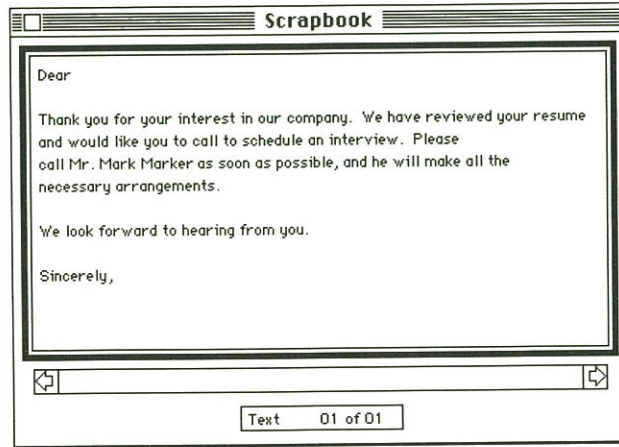 Scrapbook
Dear
Thank you for your interest in our company. We have reviewed your resume
and would like you to call to schedule an interview. Please
call Mr. Mark Marker as soon as possible, and he will make all the
necessary arrangements.
We look forward to hearing from you.
Sincerely,
Text 01 of 01